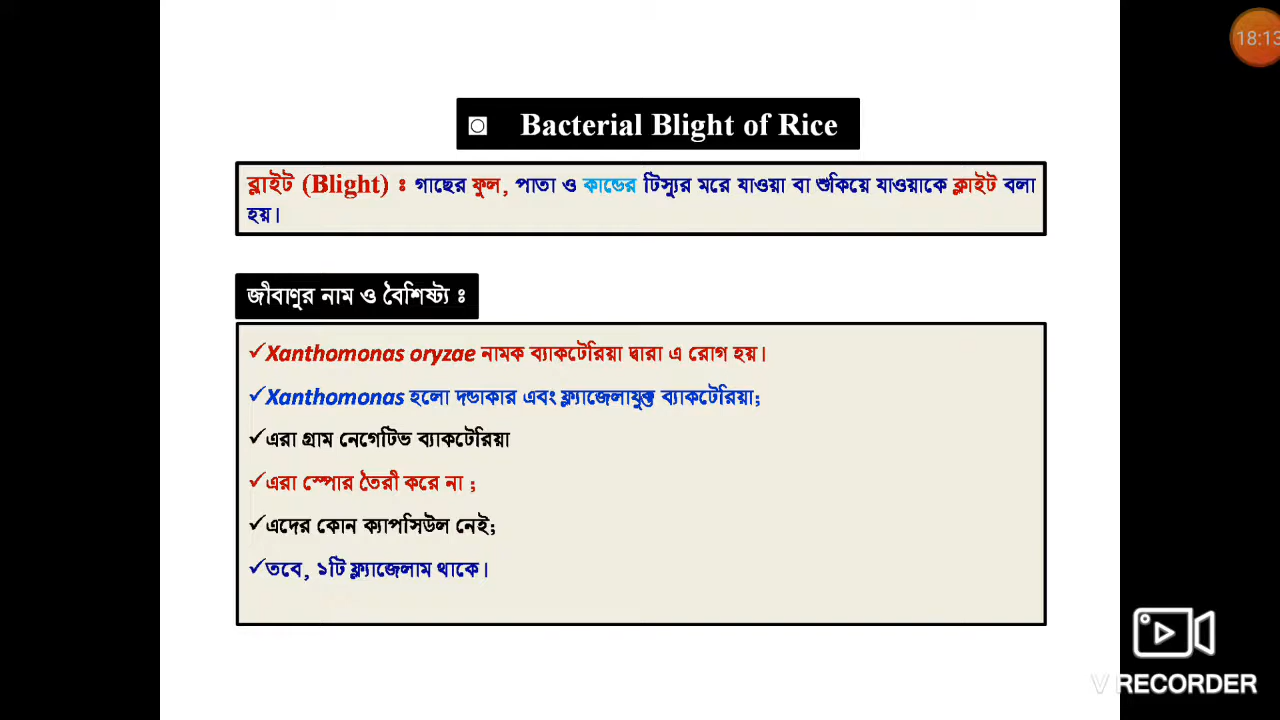 18:13
◙ Bacterial Blight of Rice
ব্লাইট (Blight) ঃ গাছের ফুল, পাতা ও কান্ডের টিস্যুর মরে যাওয়া বা শুকিয়ে যাওয়াকে ব্লাইট বলা
হয়।
জীবাণুর নাম ও বৈশিষ্ট্য ঃ
✓Xanthomonas oryzae নামক ব্যাকটেরিয়া দ্বারা এ রোগ হয়।
✓Xanthomonas হলো দন্ডাকার এবং ফ্ল্যাজেলাযুক্ত ব্যাকটেরিয়া;
✓এরা গ্রাম নেগেটিভ ব্যাকটেরিয়া
✓এরা স্পোর তৈরী করে না ;
✓এদের কোন ক্যাপসিউল নেই;
✓তবে, ১টি ফ্ল্যাজেলাম থাকে।
V RECORDER